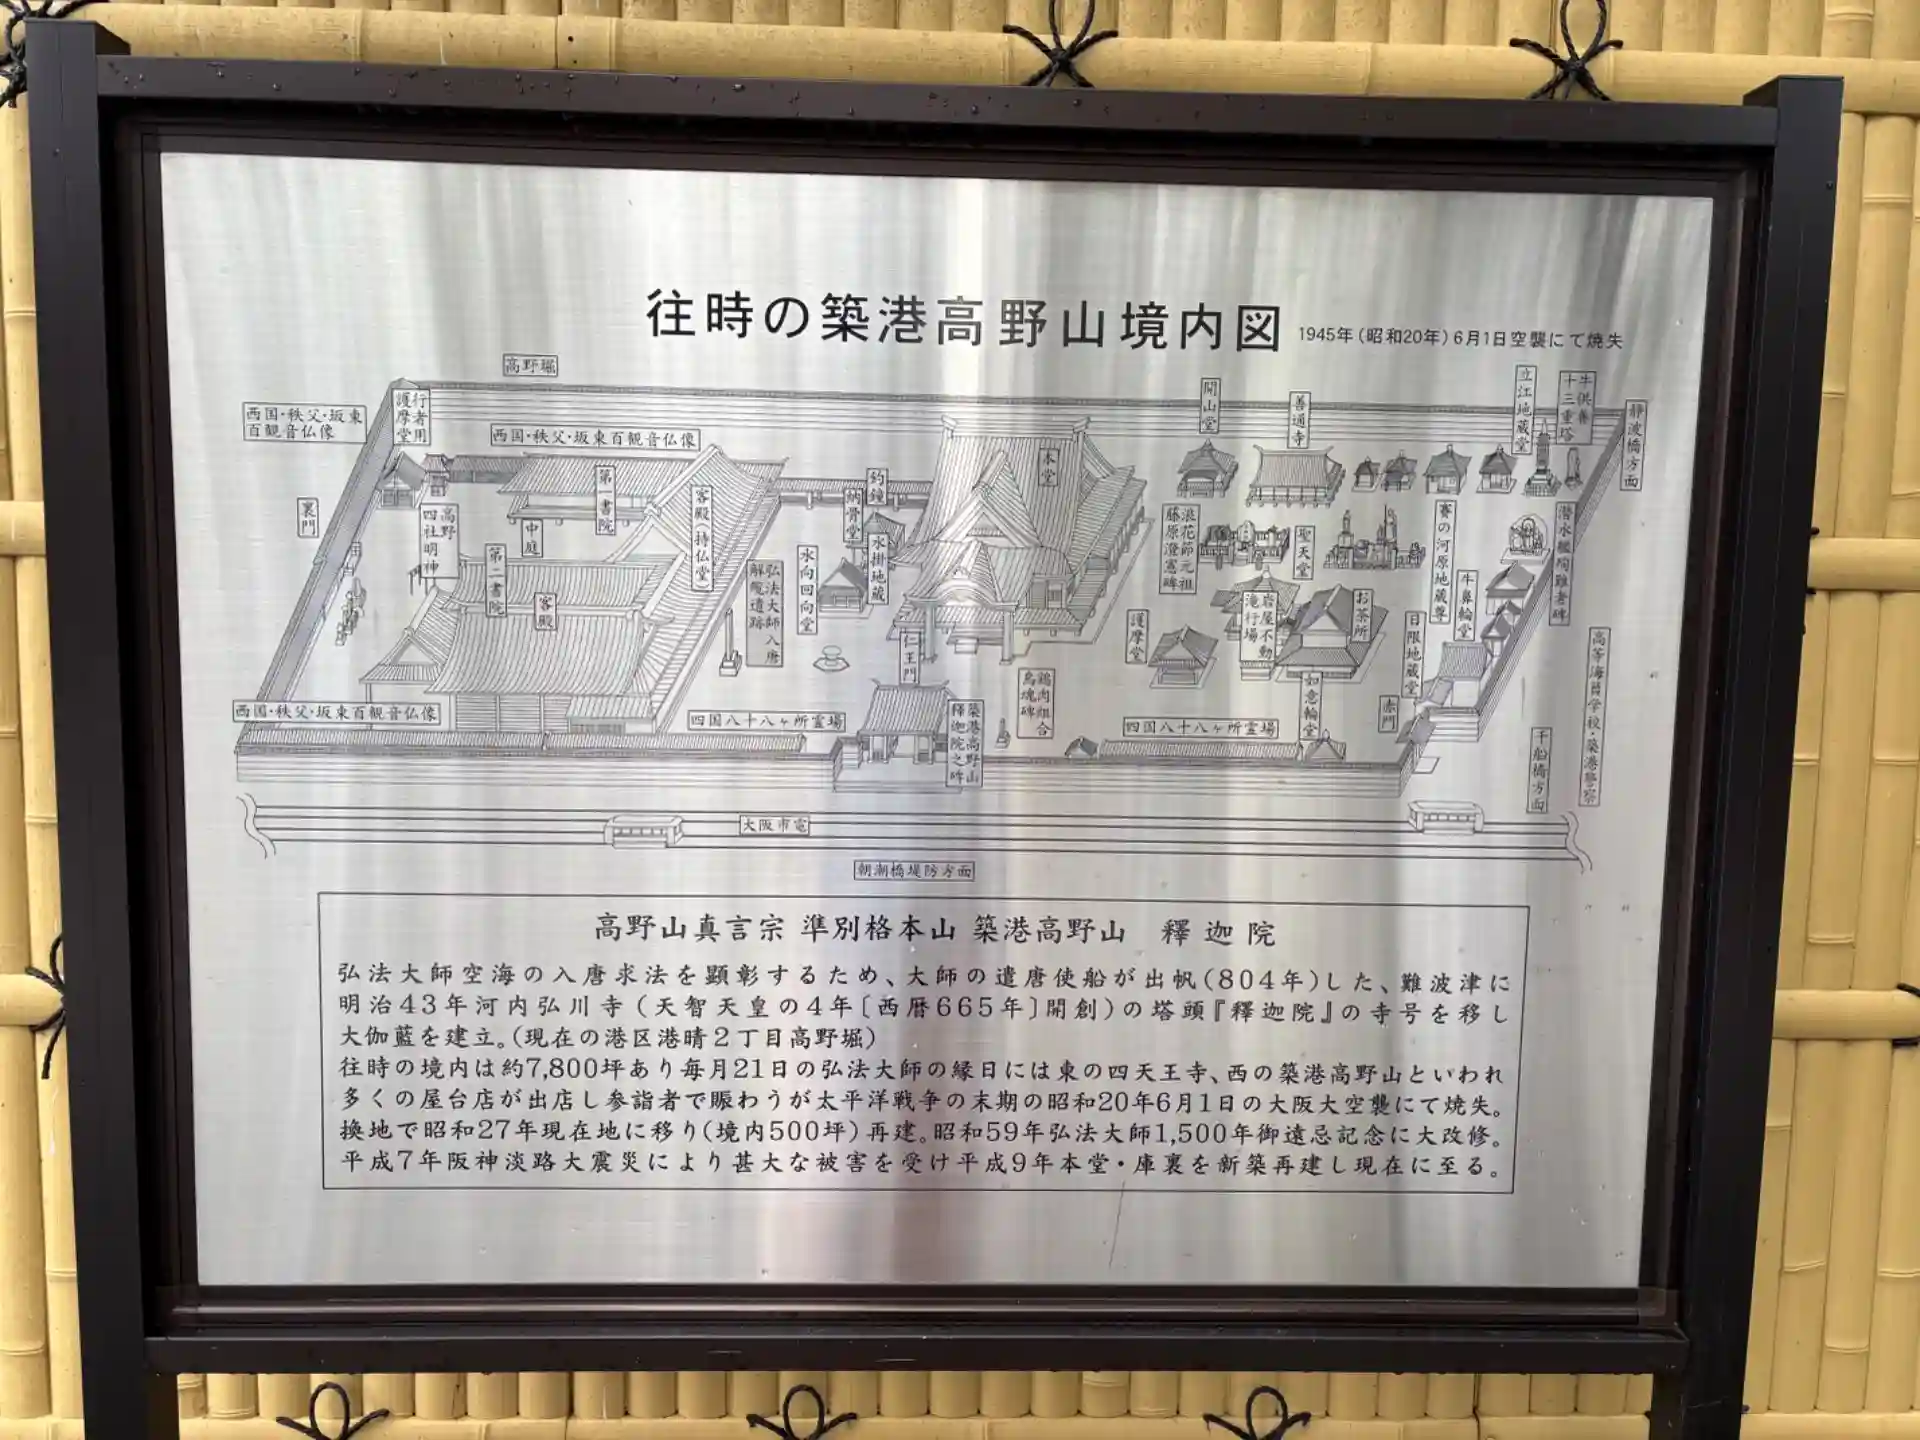 往時の築港高野山境内図
1945年(昭和20年)6月1日空襲にて焼失
高野堀
西国・秩父・坂東
百観音仏像
行者用
護摩堂
西国・秩父・坂東百観音仏像
裏門
高野
四社明神
中庭
第一書院
第二書院
客殿
客殿(持仏堂)
釣鐘
納骨堂
水掛地蔵
水向回向堂
弘法大師入唐
解纜遺跡
本堂
仁王門
開山堂
善通寺
立江地蔵堂
牛供養
十三重塔
静波橋方面
浪花節元祖
藤原澄憲碑
聖天堂
賽の河原地蔵尊
潜水艦殉難者碑
牛鼻輪堂
護摩堂
岩屋不動
滝行場
お茶所
日限地蔵堂
如意輪堂
赤門
高等海員学校・築港警察
千船橋方面
鶏肉組合
鳥魂碑
築港高野山
釋迦院之碑
西国・秩父・坂東百観音仏像
四国八十八ヶ所霊場
四国八十八ヶ所霊場
大阪市電
朝潮橋堤防方面
高野山真言宗 準別格本山 築港高野山 釋迦院
弘法大師空海の入唐求法を顕彰するため、大師の遣唐使船が出帆(804年)した、難波津に
明治43年河内弘川寺(天智天皇の4年〔西暦665年〕開創)の塔頭『釋迦院』の寺号を移し
大伽藍を建立。(現在の港区港晴2丁目高野堀)
往時の境内は約7,800坪あり毎月21日の弘法大師の縁日には東の四天王寺、西の築港高野山といわれ
多くの屋台店が出店し参詣者で賑わうが太平洋戦争の末期の昭和20年6月1日の大阪大空襲にて焼失。
換地で昭和27年現在地に移り(境内500坪)再建。昭和59年弘法大師1,500年御遠忌記念に大改修。
平成7年阪神淡路大震災により甚大な被害を受け平成9年本堂・庫裏を新築再建し現在に至る。